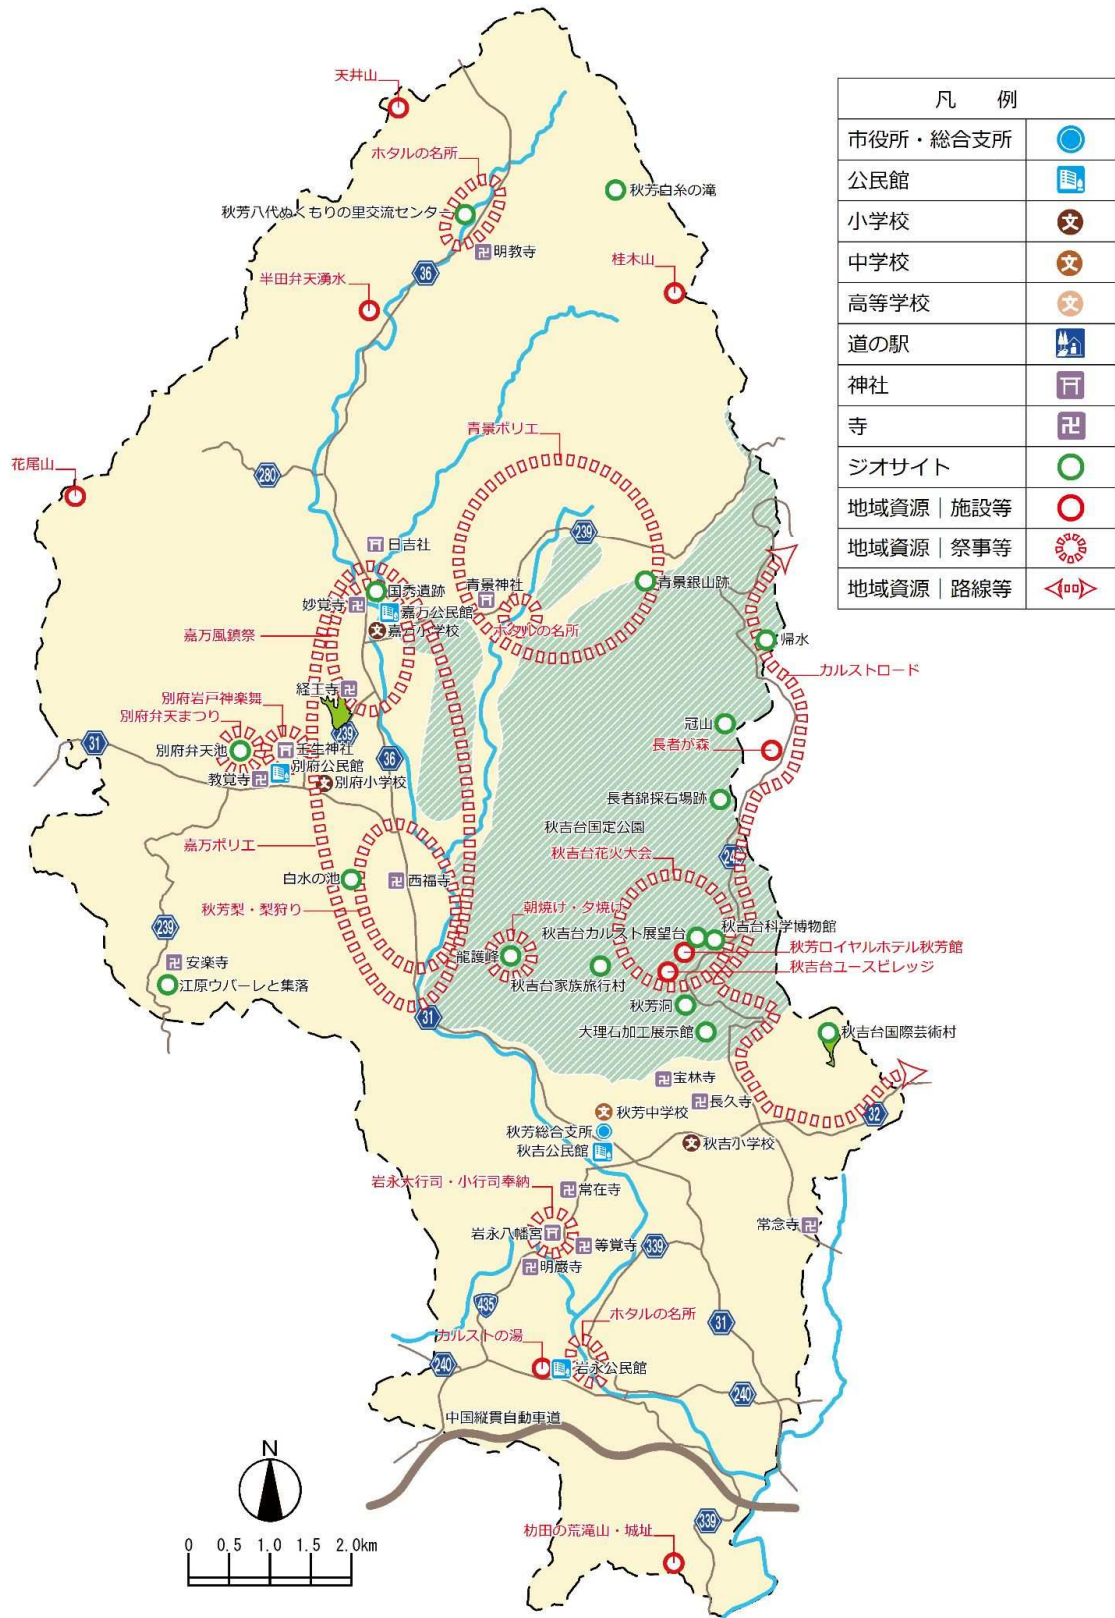 凡 例
市役所・総合支所
公民館
小学校
文
中学校
文
高等学校
文
道の駅
神社
寺
ジオサイト
地域資源｜施設等
地域資源｜祭事等
地域資源｜路線等
天井山
ホタルの名所
秋芳白糸の滝
秋芳八代ぬくもりの里交流センター
明教寺
桂木山
36
半田弁天湧水
青景ポリエ
花尾山
280
239
日吉社
国秀遺跡
青景神社
青景銀山跡
妙覚寺
嘉万公民館
嘉万小学校
ホタルの名所
嘉万風鎮祭
帰水
カルストロード
経王寺
別府岩戸神楽舞
別府弁天まつり
冠山
239
31
別府弁天池
壬生神社
36
長者が森
別府公民館
教覚寺
別府小学校
長者錦採石場跡
秋吉台国定公園
嘉万ポリエ
秋吉台花火大会
白水の池
西福寺
秋芳梨・梨狩り
朝焼け・夕焼け
239
秋吉台カルスト展望台
秋吉台科学博物館
秋芳ロイヤルホテル秋芳館
龍護峰
安楽寺
秋吉台ユースビレッジ
江原ウバーレと集落
秋吉台家族旅行村
秋芳洞
31
大理石加工展示館
秋吉台国際芸術村
宝林寺
長久寺
秋芳中学校
32
秋芳総合支所
秋吉公民館
秋吉小学校
岩永大行司・小行司奉納
常在寺
岩永八幡宮
常念寺
等覚寺
339
明巌寺
435
ホタルの名所
31
カルストの湯
240
岩永公民館
240
中国縦貫自動車道
N
339
0 0.5 1.0 1.5 2.0km
杤田の荒滝山・城址